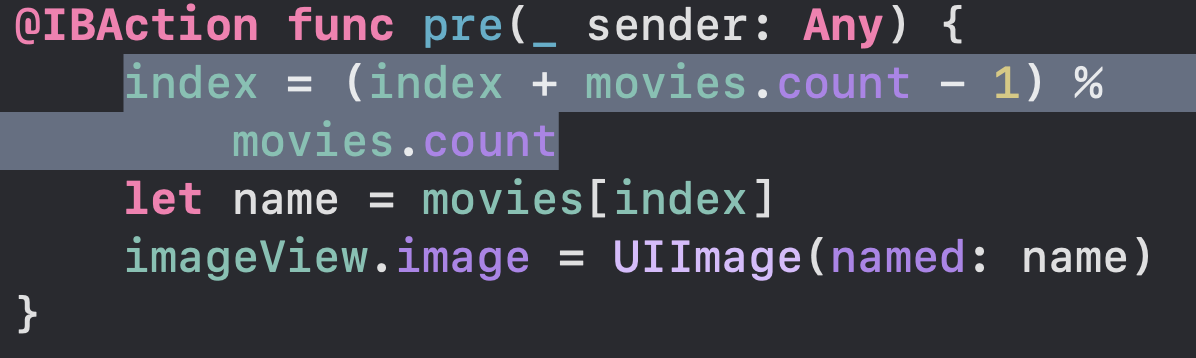 @IBAction func pre(_ sender: Any) {
    index = (index + movies.count - 1) %
        movies.count
    let name = movies[index]
    imageView.image = UIImage(named: name)
}